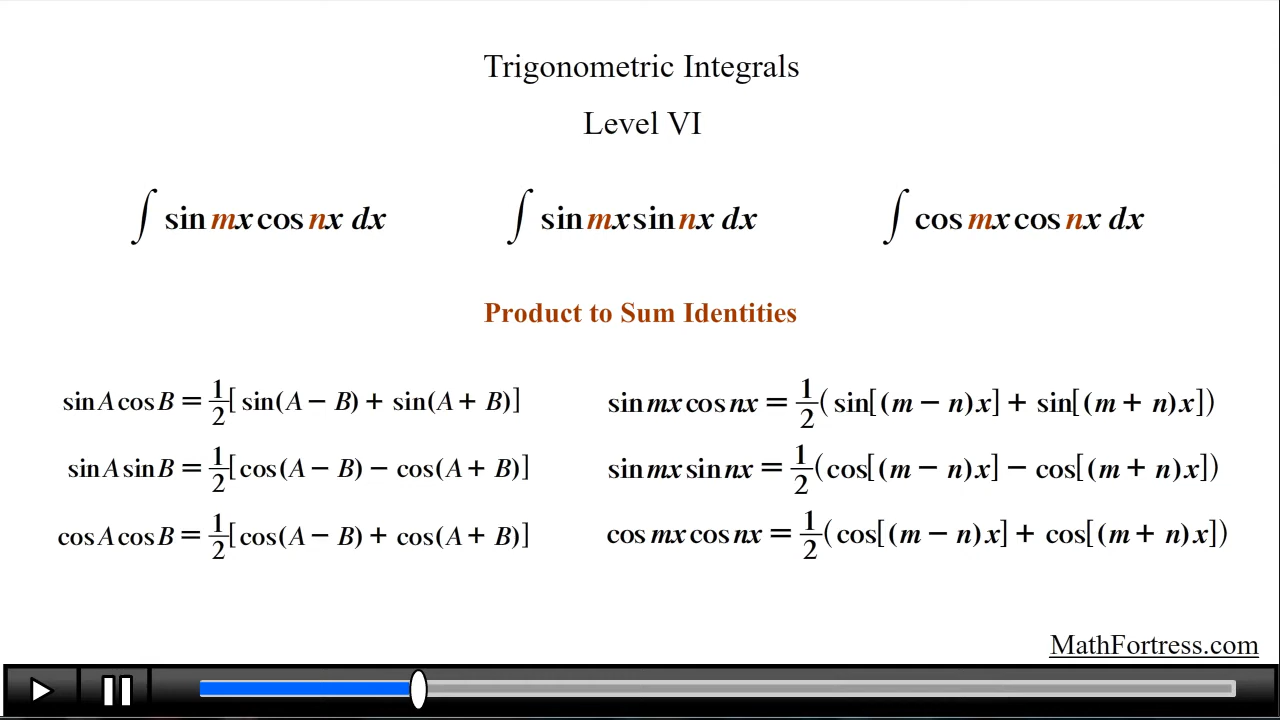 Trigonometric Integrals
Level VI
∫ sin mx cos nx dx
∫ sin mx sin nx dx
∫ cos mx cos nx dx
Product to Sum Identities
sin A cos B = 1/2[ sin(A − B) + sin(A + B)]
sin mx cos nx = 1/2( sin[(m − n)x] + sin[(m + n)x])
sin A sin B = 1/2[cos(A − B) − cos(A + B)]
sin mx sin nx = 1/2(cos[(m − n)x] − cos[(m + n)x])
cos A cos B = 1/2[cos(A − B) + cos(A + B)]
cos mx cos nx = 1/2(cos[(m − n)x] + cos[(m + n)x])
MathFortress.com